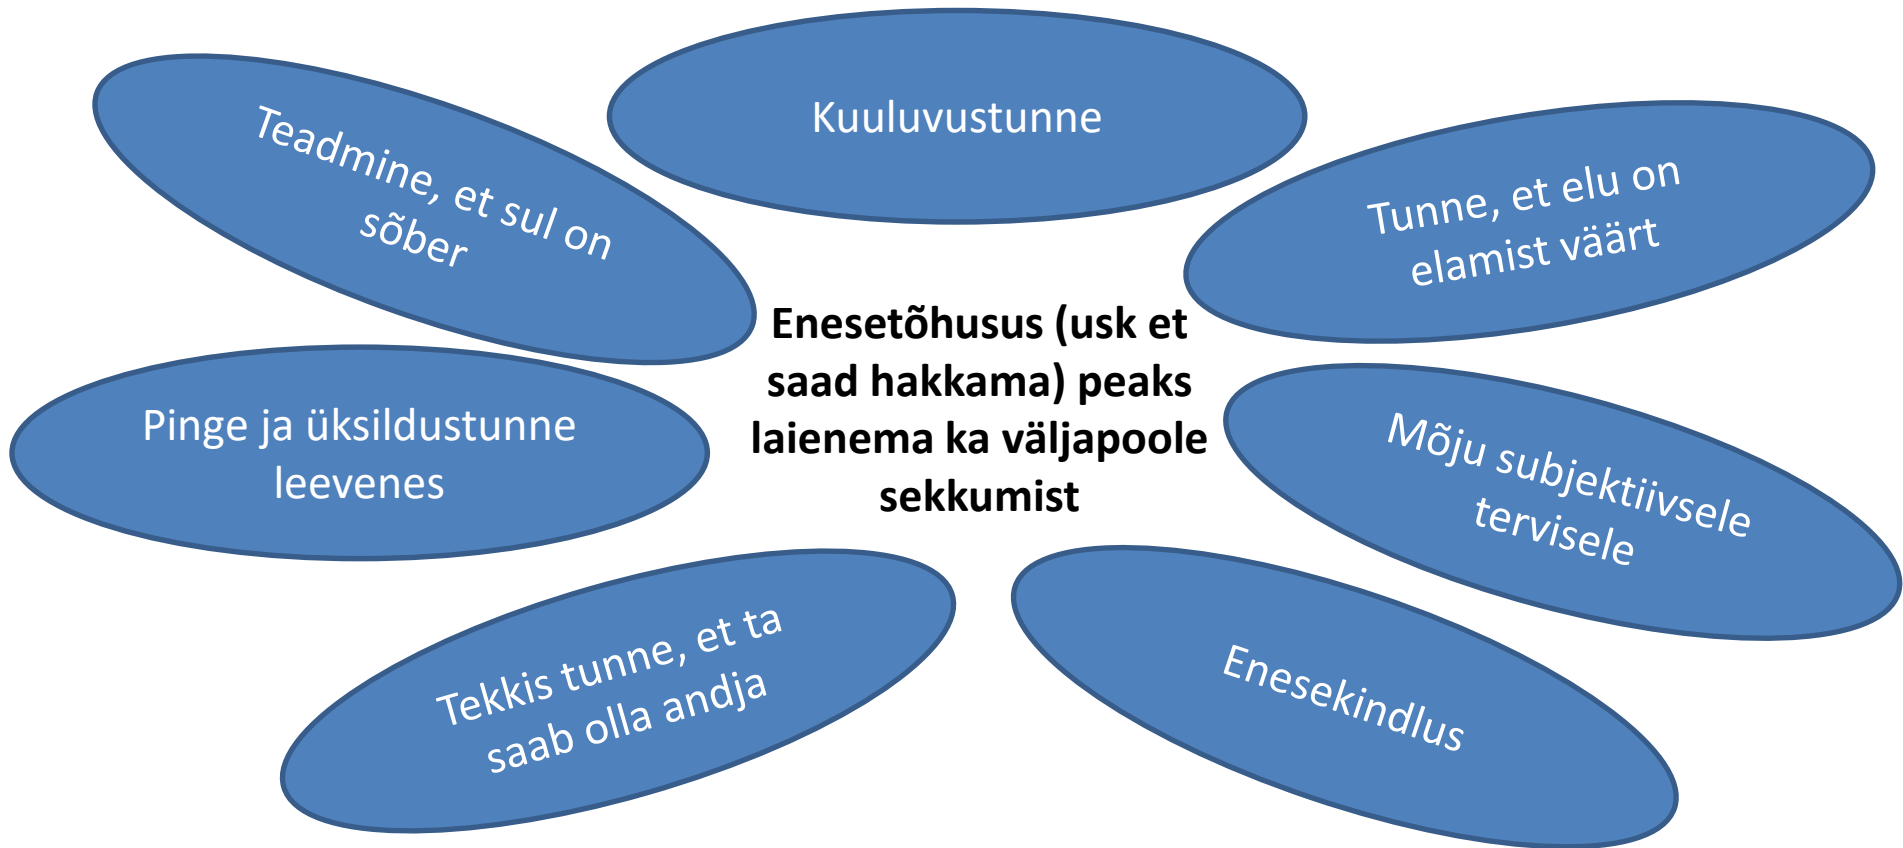 Kuuluvustunne
Teadmine, et sul on
sõber
Tunne, et elu on
elamist väärt
Enesetõhusus (usk et
saad hakkama) peaks
laienema ka väljapoole
sekkumist
Pinge ja üksildustunne
leevenes
Mõju subjektiivsele
tervisele
Tekkis tunne, et ta
saab olla andja
Enesekindlus